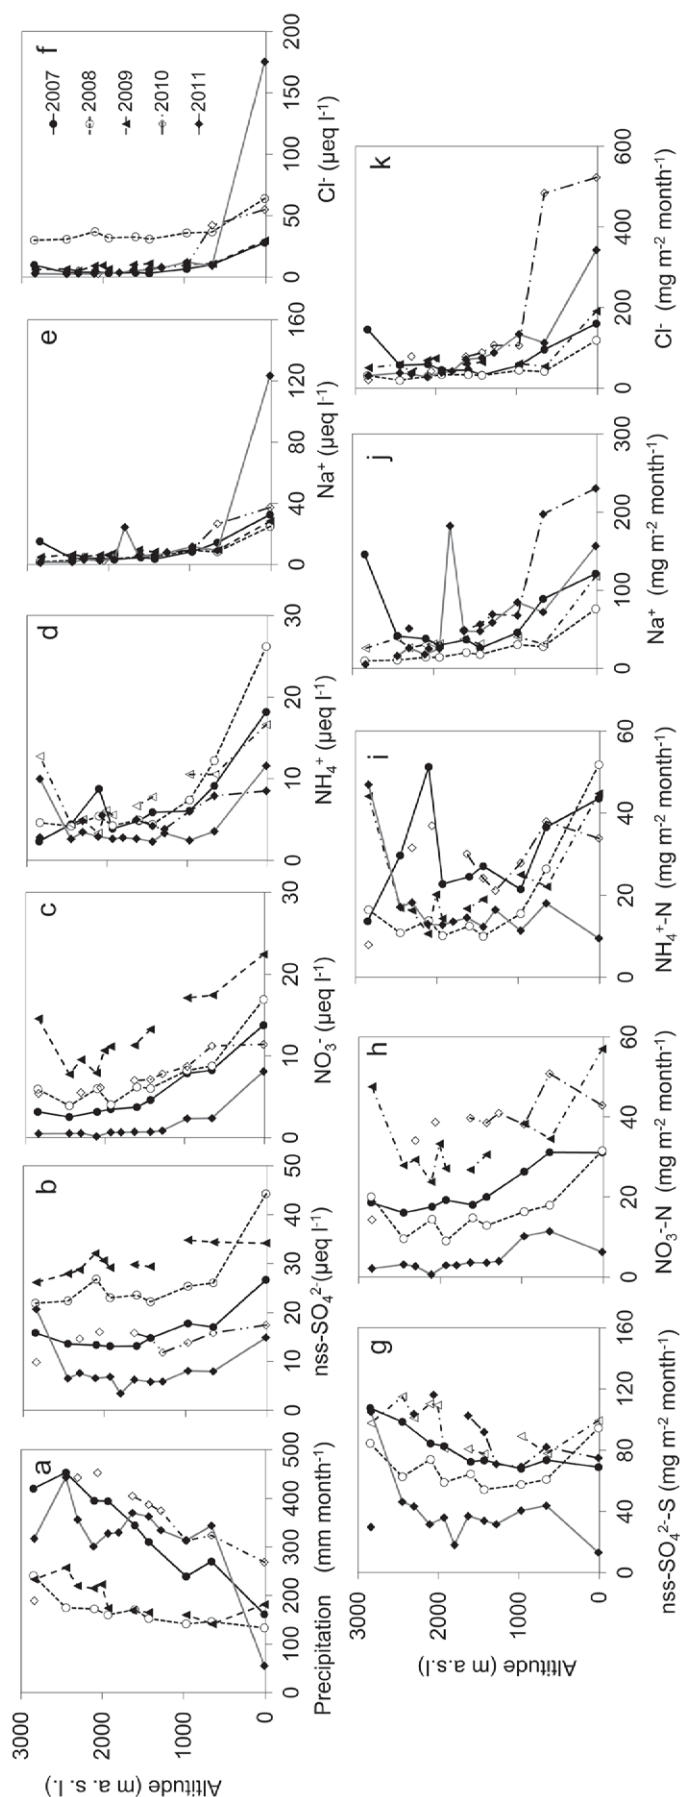 a
b
c
d
e
f
2007
2008
2009
2010
2011
Altitude (m a. s. l.)
3000
2000
1000
0
0 100 200 300 400 500
Precipitation (mm month⁻¹)
0 10 20 30 40 50
nss-SO₄²⁻(µeq l⁻¹)
0 10 20 30
NO₃⁻ (µeq l⁻¹)
0 10 20 30
NH₄⁺ (µeq l⁻¹)
0 40 80 120 160
Na⁺ (µeq l⁻¹)
0 50 100 150 200
Cl⁻ (µeq l⁻¹)
g
h
i
j
k
Altitude (m a.s.l.)
3000
2000
1000
0
0 40 80 120 160
nss-SO₄²⁻-S (mg m⁻² month⁻¹)
0 20 40 60
NO₃⁻-N (mg m⁻² month⁻¹)
0 20 40 60
NH₄⁺-N (mg m⁻² month⁻¹)
0 100 200 300
Na⁺ (mg m⁻² month⁻¹)
0 200 400 600
Cl⁻ (mg m⁻² month⁻¹)